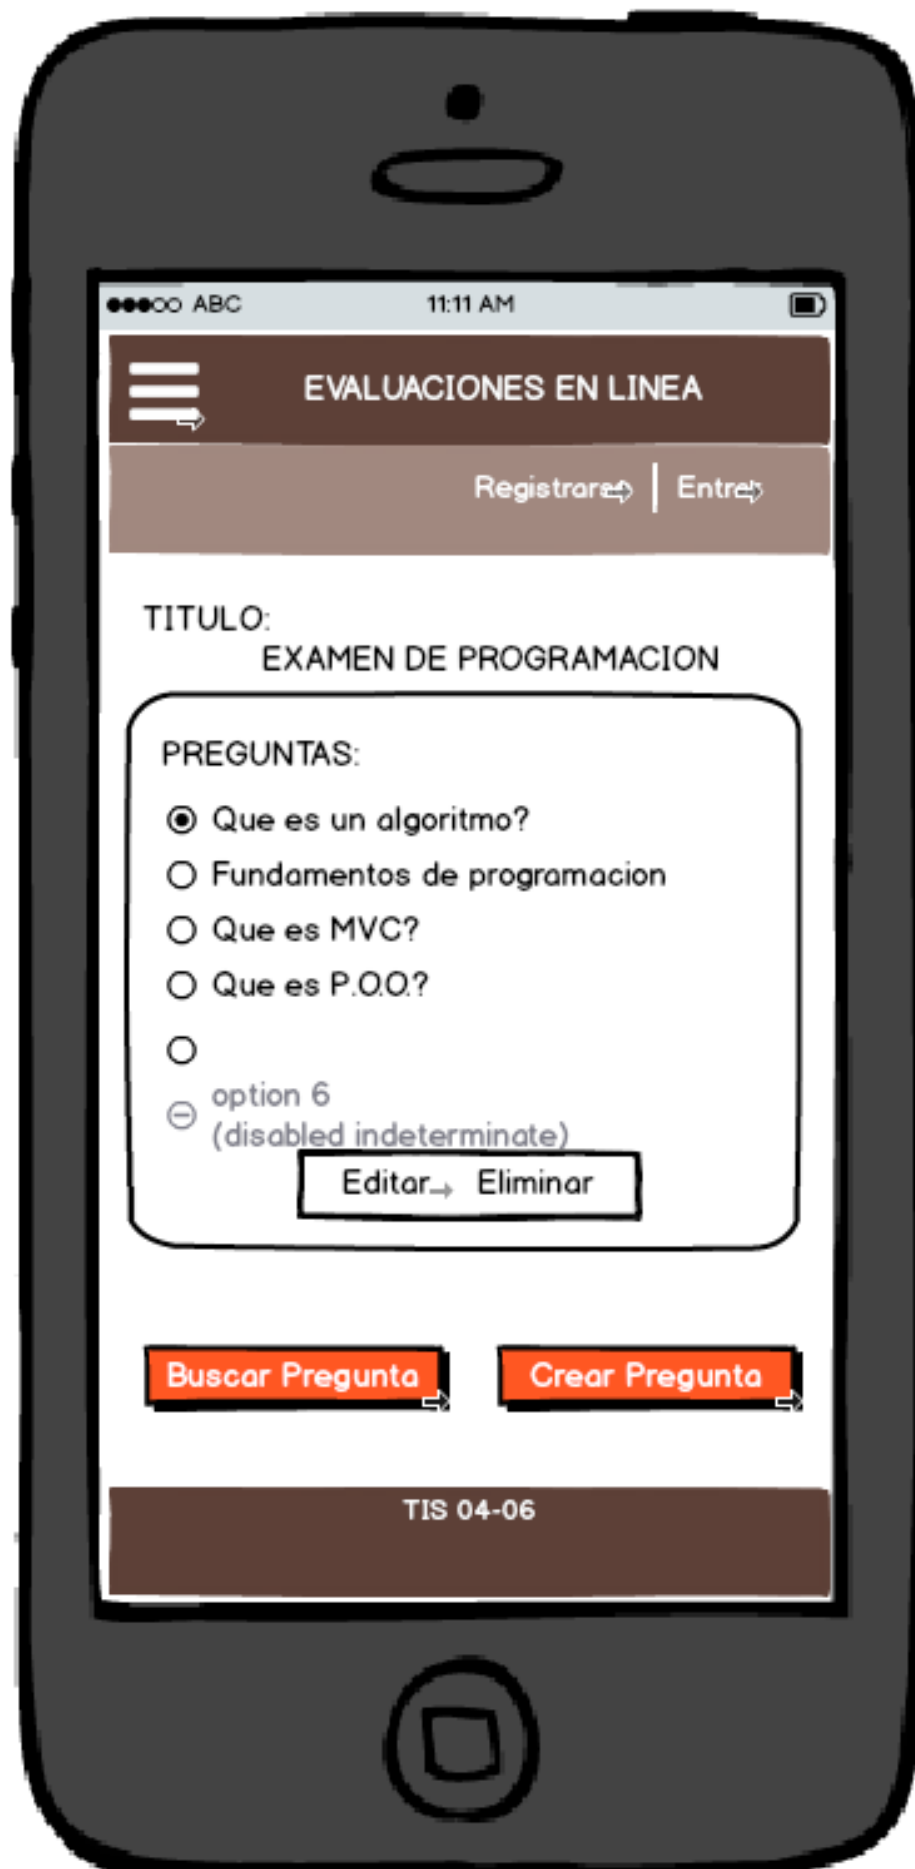 ABC 11:11 AM
EVALUACIONES EN LINEA
Registrarse Entrar
TITULO:
EXAMEN DE PROGRAMACION
PREGUNTAS:
Que es un algoritmo?
Fundamentos de programacion
Que es MVC?
Que es P.O.O.?
option 6
(disabled indeterminate)
Editar Eliminar
Buscar Pregunta Crear Pregunta
TIS 04-06